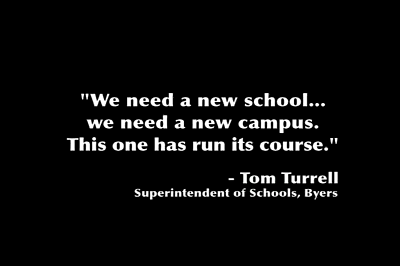 "We need a new school...
we need a new campus.
This one has run its course."
- Tom Turrell
Superintendent of Schools, Byers